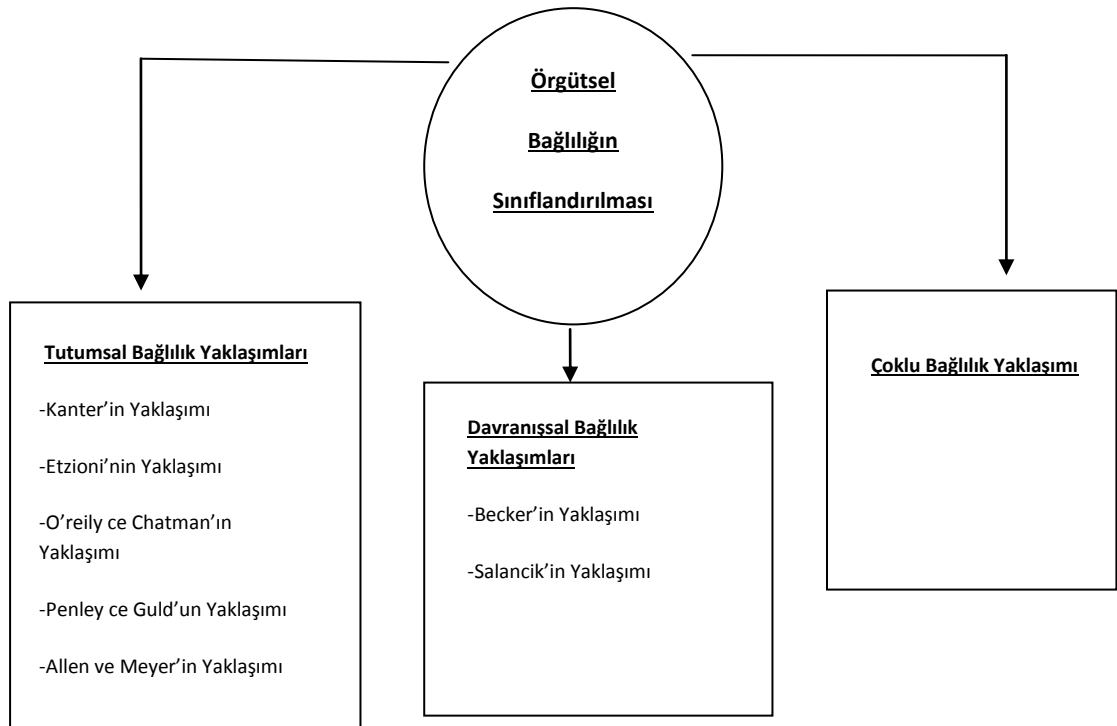 Örgütsel
Bağlılığın
Sınıflandırılması
Tutumsal Bağlılık Yaklaşımları
-Kanter’in Yaklaşımı
-Etzioni’nin Yaklaşımı
-O’reily ce Chatman’ın
Yaklaşımı
-Penley ce Guld’un Yaklaşımı
-Allen ve Meyer’in Yaklaşımı
Davranışsal Bağlılık
Yaklaşımları
-Becker’in Yaklaşımı
-Salancik’in Yaklaşımı
Çoklu Bağlılık Yaklaşımı